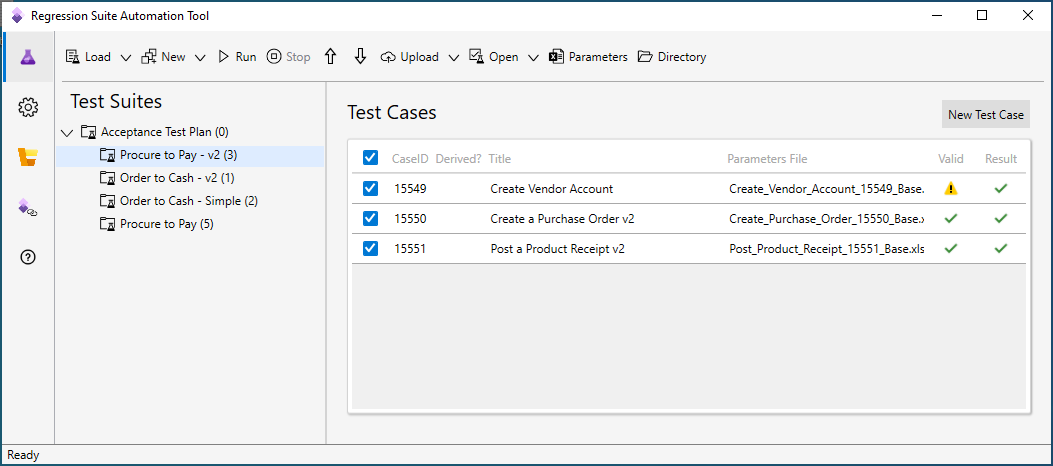 Regression Suite Automation Tool
Load New Run Stop Upload Open Parameters Directory
Test Suites
Acceptance Test Plan (0)
Procure to Pay - v2 (3)
Order to Cash - v2 (1)
Order to Cash - Simple (2)
Procure to Pay (5)
Test Cases
New Test Case
CaseID Derived? Title Parameters File Valid Result
15549 Create Vendor Account Create_Vendor_Account_15549_Base.
15550 Create a Purchase Order v2 Create_Purchase_Order_15550_Base.x
15551 Post a Product Receipt v2 Post_Product_Receipt_15551_Base.xls
Ready